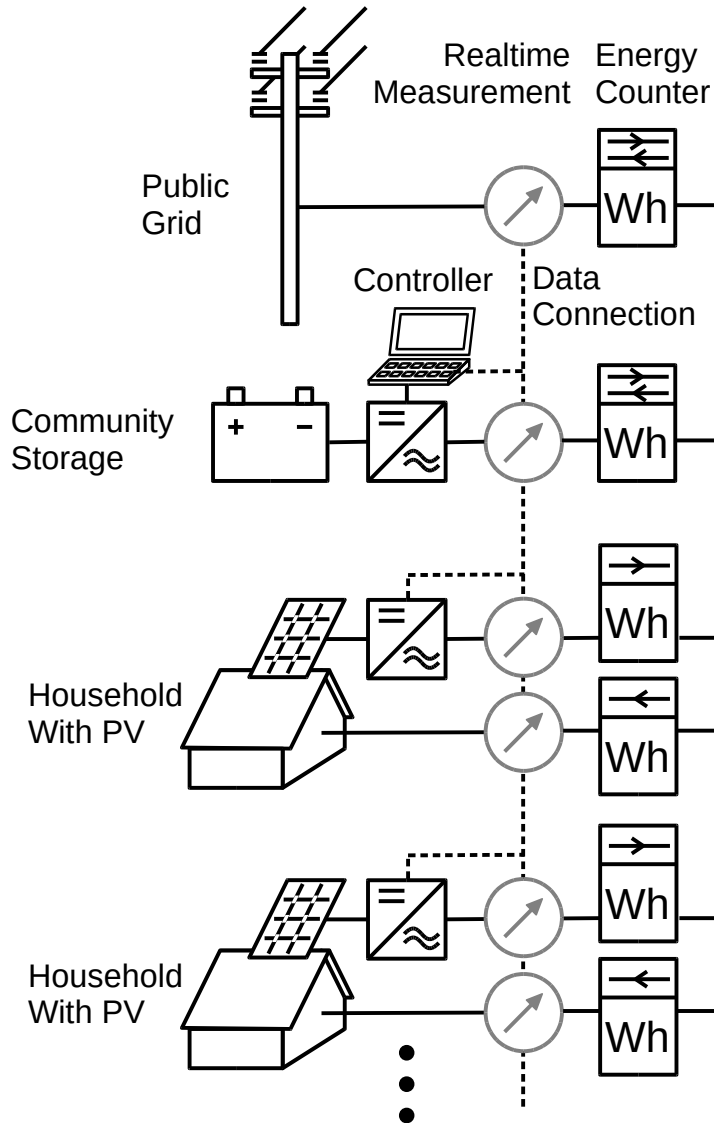 Realtime
Measurement
Energy
Counter
Public
Grid
Wh
Controller
Data
Connection
Community
Storage
+ −
Wh
Wh
Household
With PV
Wh
Wh
Household
With PV
Wh